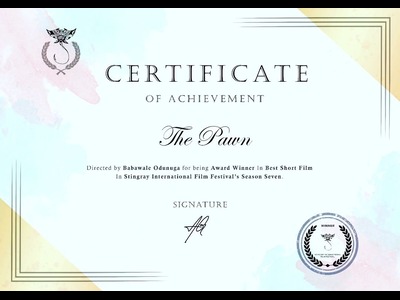 CERTIFICATE
OF ACHIEVEMENT
The Pawn
Directed by Babawale Odunuga for being Award Winner in Best Short Film
In Stingray International Film Festival's Season Seven.
SIGNATURE
WINNER